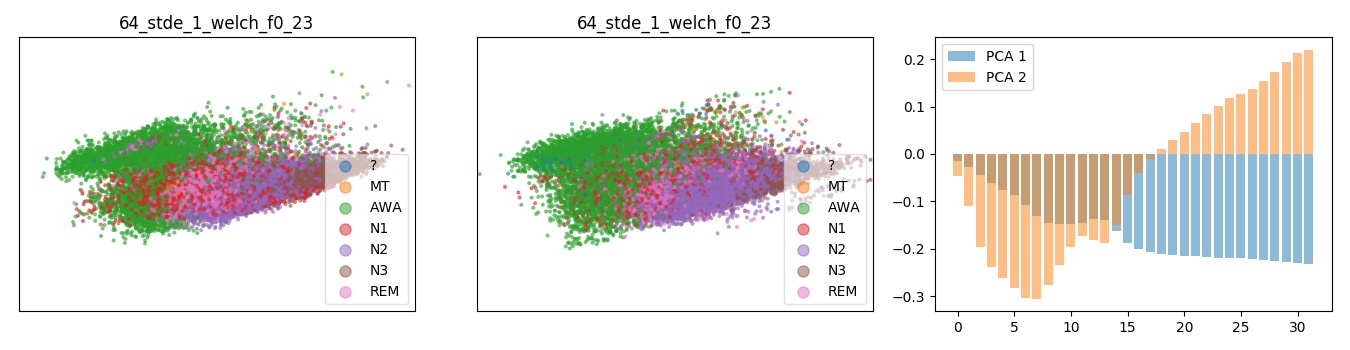 64_stde_1_welch_f0_23
?
MT
AWA
N1
N2
N3
REM
64_stde_1_welch_f0_23
?
MT
AWA
N1
N2
N3
REM
PCA 1
PCA 2
0.2
0.1
0.0
−0.1
−0.2
−0.3
0 5 10 15 20 25 30